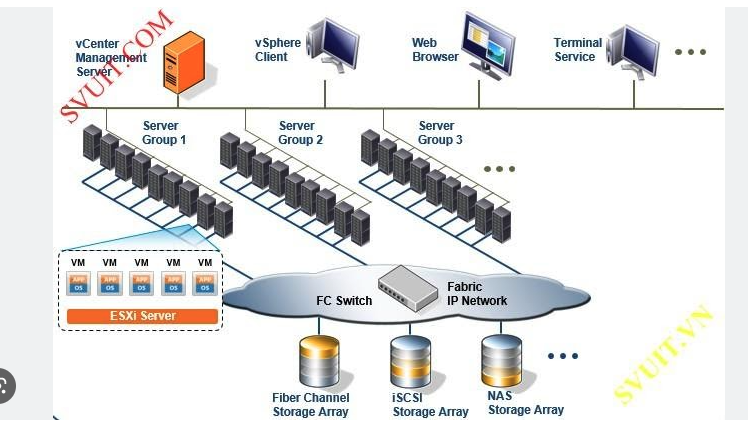 SVUIT.COM
vCenter
Management
Server
vSphere
Client
Web
Browser
Terminal
Service
Server
Group 1
Server
Group 2
Server
Group 3
VM VM VM VM VM
APP APP APP APP APP
OS OS OS OS OS
ESXi Server
FC Switch
Fabric
IP Network
Fiber Channel
Storage Array
iSCSI
Storage Array
NAS
Storage Array
SVUIT.VN